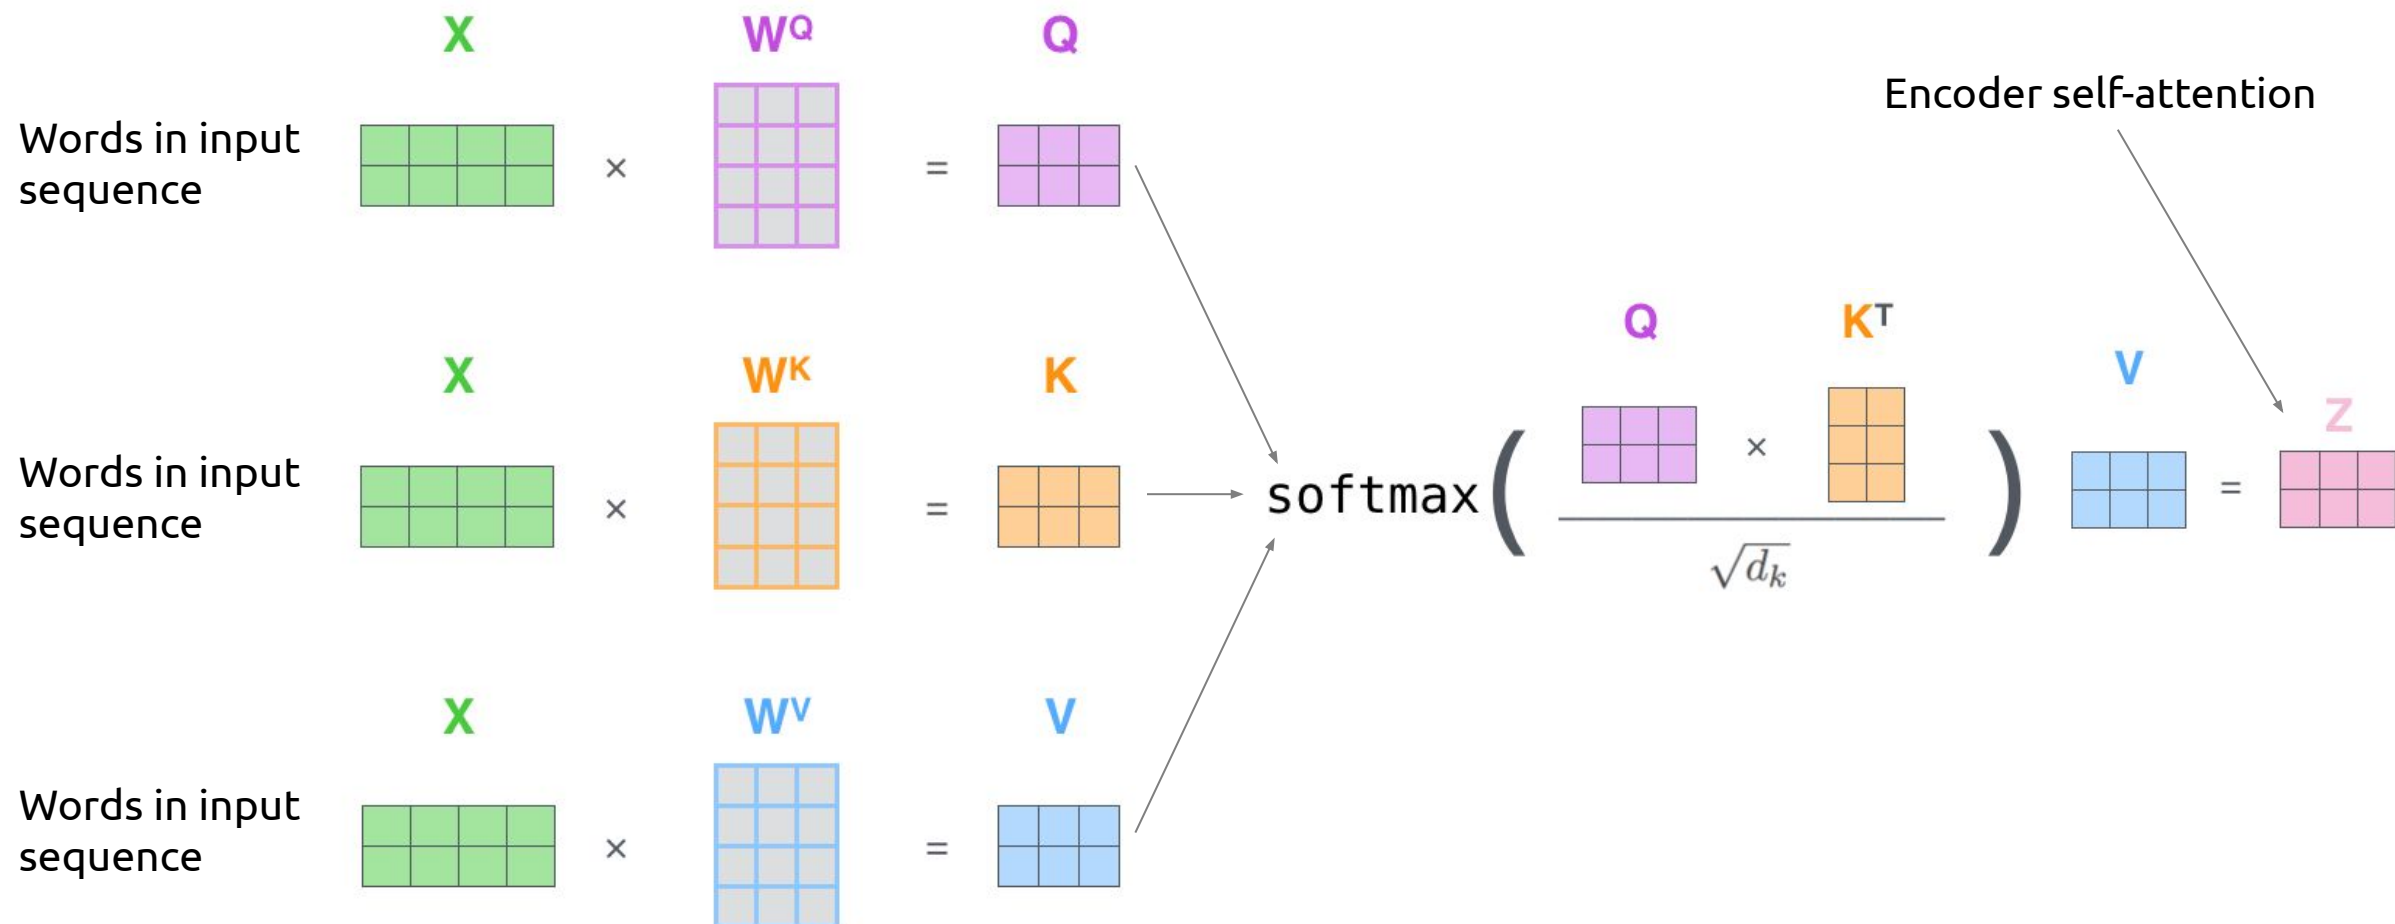 X × W^Q = Q
Words in input
sequence
Encoder self-attention
X × W^K = K
Words in input
sequence
softmax( Q × K^T / √d_k ) V = Z
X × W^V = V
Words in input
sequence